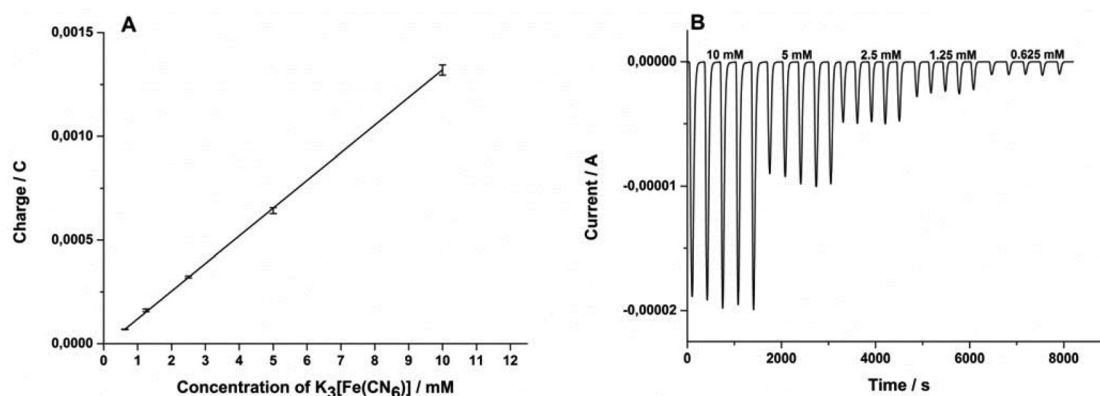 A
0,0015
0,0010
0,0005
0,0000
Charge / C
0 1 2 3 4 5 6 7 8 9 10 11 12
Concentration of K₃[Fe(CN₆)] / mM
B
10 mM 5 mM 2.5 mM 1.25 mM 0.625 mM
0,00000
-0,00001
-0,00002
Current / A
0 2000 4000 6000 8000
Time / s